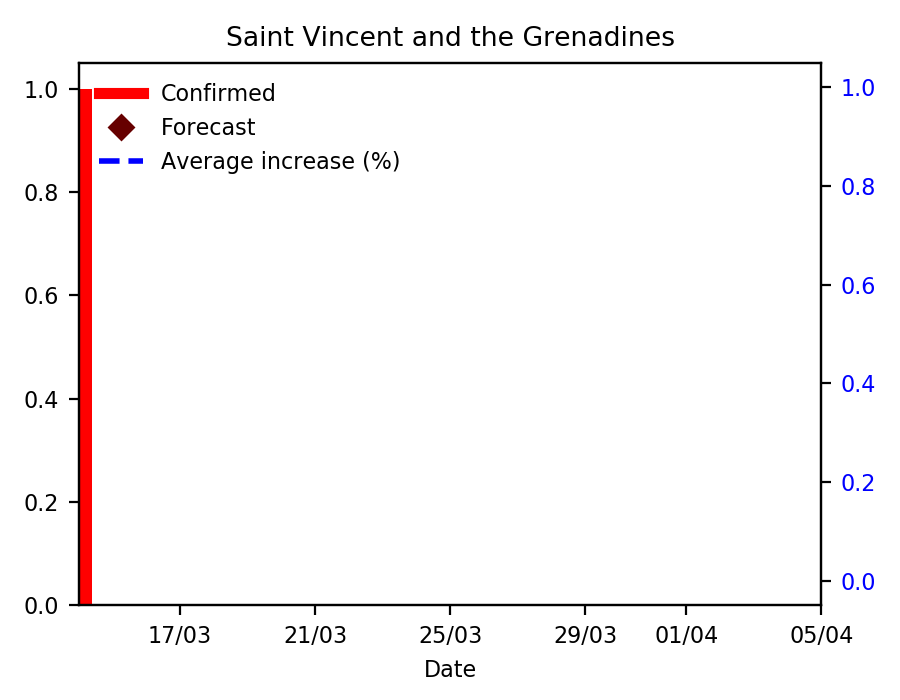 Saint Vincent and the Grenadines
Confirmed
Forecast
Average increase (%)
1.0
0.8
0.6
0.4
0.2
0.0
1.0
0.8
0.6
0.4
0.2
0.0
17/03 21/03 25/03 29/03 01/04 05/04
Date